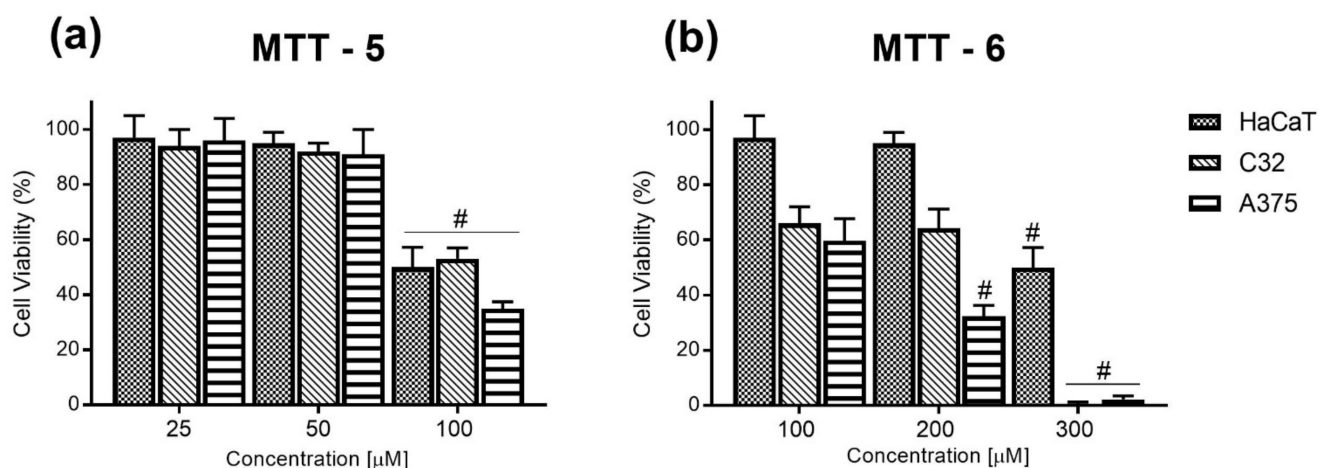 (a)
MTT - 5
Cell Viability (%)
100
80
60
40
20
0
#
25
50
100
Concentration [μM]
(b)
MTT - 6
Cell Viability (%)
100
80
60
40
20
0
#
#
#
100
200
300
Concentration [μM]
HaCaT
C32
A375